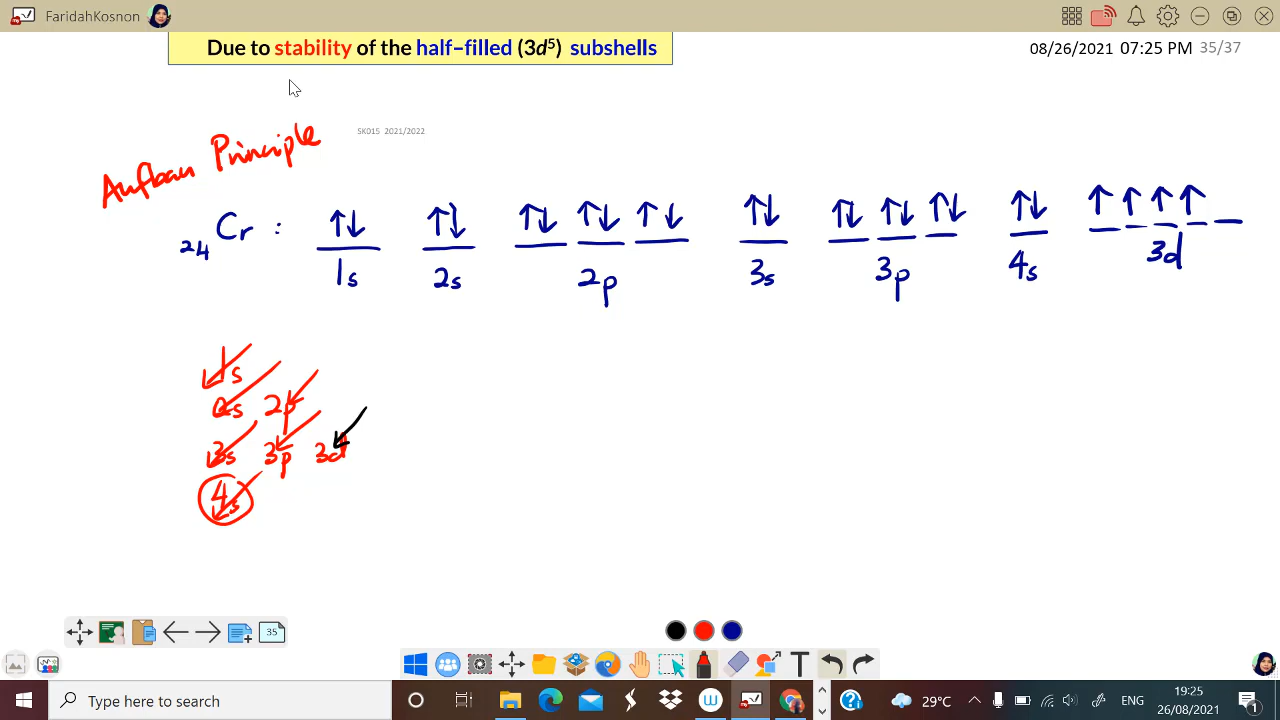 FaridahKosnon
Due to stability of the half-filled (3d⁵) subshells
08/26/2021 07:25 PM 35/37
SK015 2021/2022
Aufbau Principle
₂₄Cr : ↑↓ ↑↓ ↑↓ ↑↓ ↑↓ ↑↓ ↑↓ ↑↓ ↑↓ ↑↓ ↑ ↑ ↑ ↑
1s 2s 2p 3s 3p 4s 3d
1s
2s 2p
3s 3p 3d
4s
35
T
Type here to search
29°C ENG 19:25
26/08/2021
1